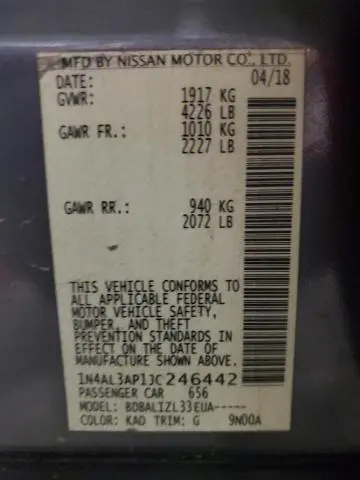 MFD BY NISSAN MOTOR CO., LTD.
DATE: 04/18
GVWR: 1917 KG
4226 LB
GAWR FR.: 1010 KG
2227 LB
GAWR RR.: 940 KG
2072 LB
THIS VEHICLE CONFORMS TO
ALL APPLICABLE FEDERAL
MOTOR VEHICLE SAFETY,
BUMPER, AND THEFT
PREVENTION STANDARDS IN
EFFECT ON THE DATE OF
MANUFACTURE SHOWN ABOVE.
1N4AL3AP1JC246442
PASSENGER CAR 656
MODEL: BDBALIZL33EUA-----
COLOR: KAD TRIM: G 9N00A